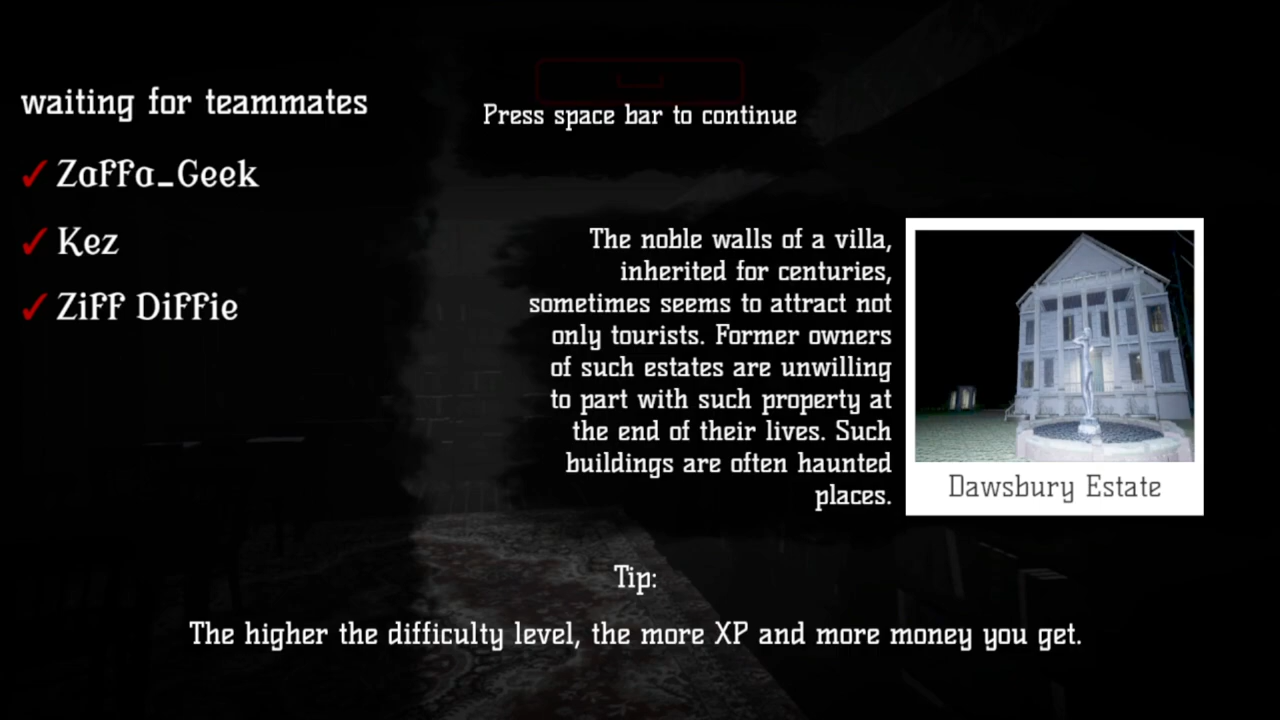 waiting for teammates
Press space bar to continue
Zaffa_Geek
Kez
Ziff Diffie
The noble walls of a villa,
inherited for centuries,
sometimes seems to attract not
only tourists. Former owners
of such estates are unwilling
to part with such property at
the end of their lives. Such
buildings are often haunted
places.
Dawsbury Estate
Tip:
The higher the difficulty level, the more XP and more money you get.